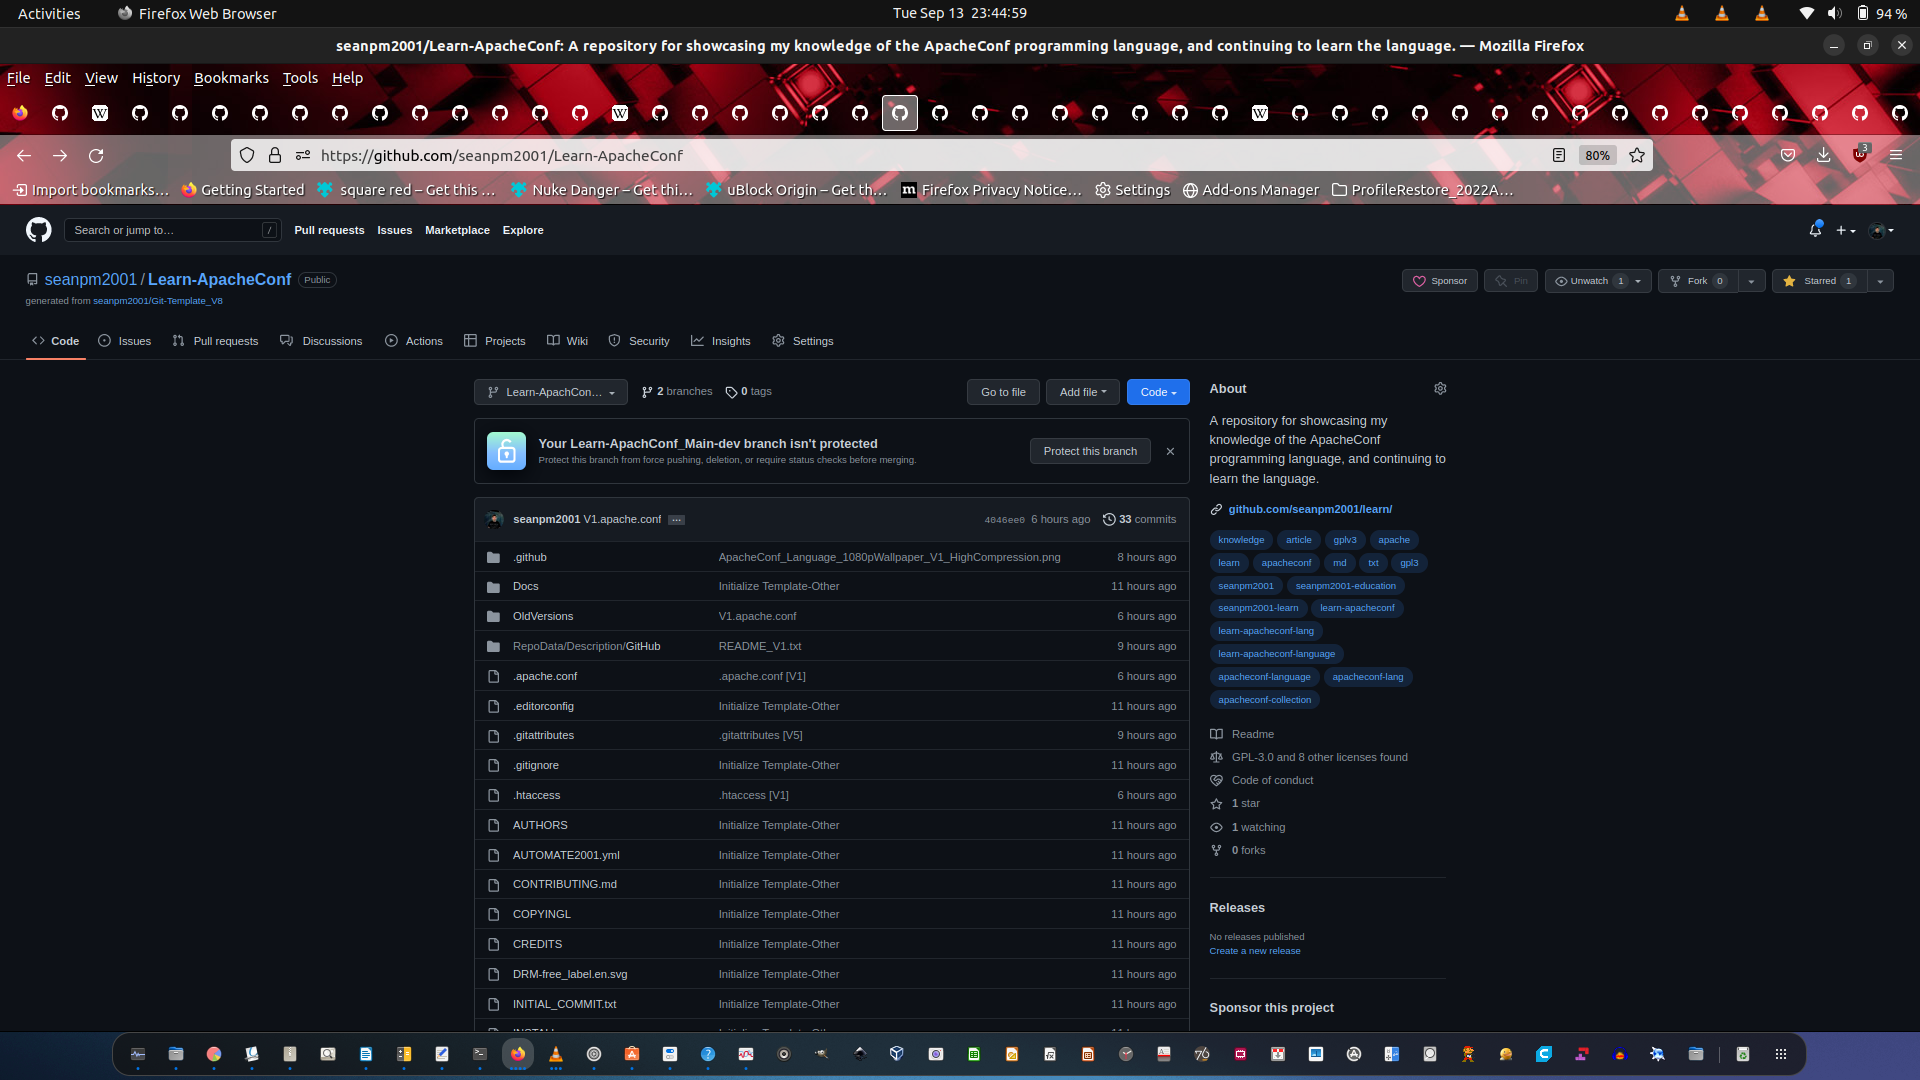 Activities Firefox Web Browser Tue Sep 13 23:44:59 94 %
seanpm2001/Learn-ApacheConf: A repository for showcasing my knowledge of the ApacheConf programming language, and continuing to learn the language. — Mozilla Firefox
File Edit View History Bookmarks Tools Help
https://github.com/seanpm2001/Learn-ApacheConf 80% 3
Import bookmarks… Getting Started square red – Get this … Nuke Danger – Get thi… uBlock Origin – Get th… Firefox Privacy Notice… Settings Add-ons Manager ProfileRestore_2022A…
Search or jump to… / Pull requests Issues Marketplace Explore
seanpm2001 / Learn-ApacheConf Public Sponsor Pin Unwatch 1 Fork 0 Starred 1
generated from seanpm2001/Git-Template_V8
Code Issues Pull requests Discussions Actions Projects Wiki Security Insights Settings
Learn-ApachCon… 2 branches 0 tags Go to file Add file Code
Your Learn-ApachConf_Main-dev branch isn't protected
Protect this branch from force pushing, deletion, or require status checks before merging.
Protect this branch
seanpm2001 V1.apache.conf … 4046ee0 6 hours ago 33 commits
.github ApacheConf_Language_1080pWallpaper_V1_HighCompression.png 8 hours ago
Docs Initialize Template-Other 11 hours ago
OldVersions V1.apache.conf 6 hours ago
RepoData/Description/GitHub README_V1.txt 9 hours ago
.apache.conf .apache.conf [V1] 6 hours ago
.editorconfig Initialize Template-Other 11 hours ago
.gitattributes .gitattributes [V5] 9 hours ago
.gitignore Initialize Template-Other 11 hours ago
.htaccess .htaccess [V1] 6 hours ago
AUTHORS Initialize Template-Other 11 hours ago
AUTOMATE2001.yml Initialize Template-Other 11 hours ago
CONTRIBUTING.md Initialize Template-Other 11 hours ago
COPYINGL Initialize Template-Other 11 hours ago
CREDITS Initialize Template-Other 11 hours ago
DRM-free_label.en.svg Initialize Template-Other 11 hours ago
INITIAL_COMMIT.txt Initialize Template-Other 11 hours ago
About
A repository for showcasing my
knowledge of the ApacheConf
programming language, and continuing to
learn the language.
github.com/seanpm2001/learn/
knowledge article gplv3 apache
learn apacheconf md txt gpl3
seanpm2001 seanpm2001-education
seanpm2001-learn learn-apacheconf
learn-apacheconf-lang
learn-apacheconf-language
apacheconf-language apacheconf-lang
apacheconf-collection
Readme
GPL-3.0 and 8 other licenses found
Code of conduct
1 star
1 watching
0 forks
Releases
No releases published
Create a new release
Sponsor this project